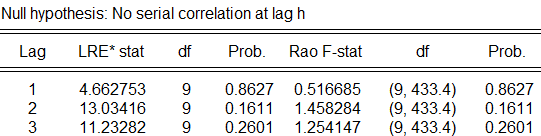 Null hypothesis: No serial correlation at lag h
Lag LRE* stat df Prob. Rao F-stat df Prob.
1 4.662753 9 0.8627 0.516685 (9, 433.4) 0.8627
2 13.03416 9 0.1611 1.458284 (9, 433.4) 0.1611
3 11.23282 9 0.2601 1.254147 (9, 433.4) 0.2601